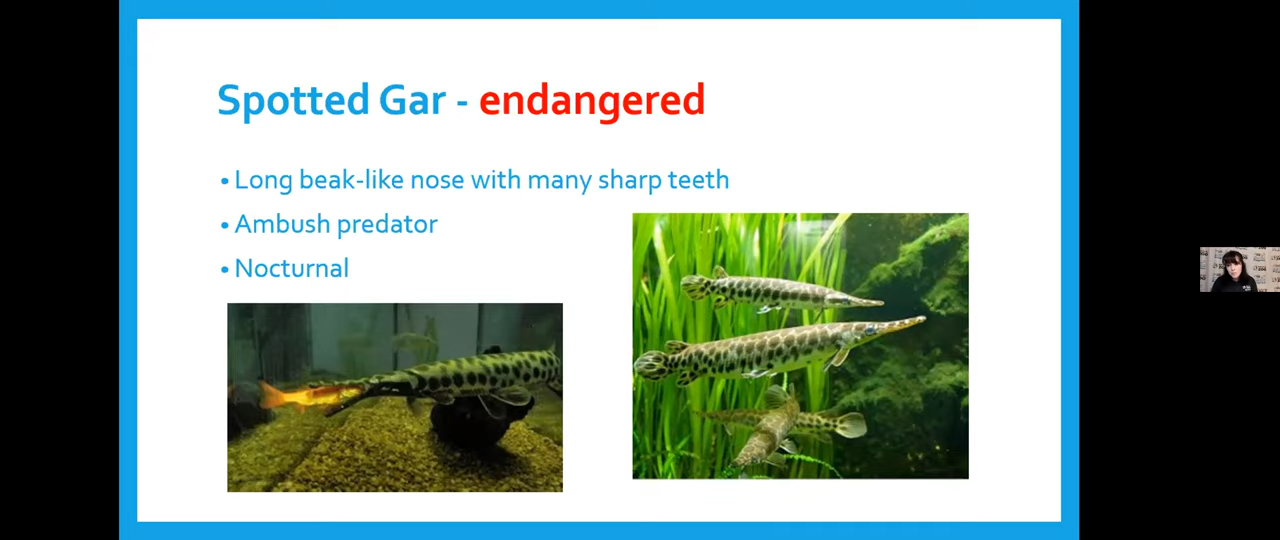 Spotted Gar - endangered
• Long beak-like nose with many sharp teeth
• Ambush predator
• Nocturnal